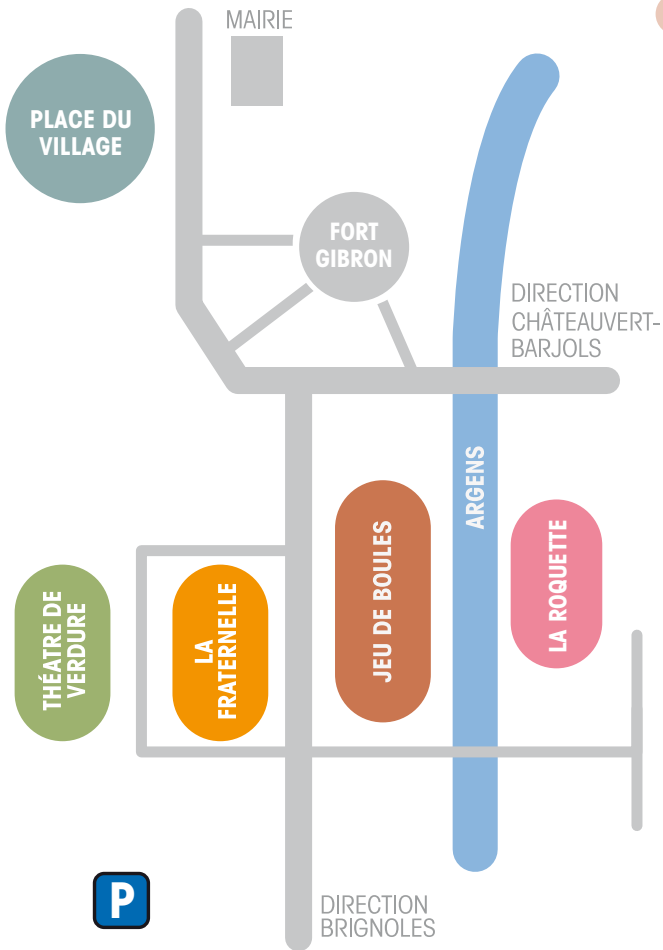 MAIRIE
PLACE DU
VILLAGE
FORT
GIBRON
DIRECTION
CHÂTEAUVERT-
BARJOLS
ARGENS
THÉATRE DE
VERDURE
LA
FRATERNELLE
JEU DE BOULES
LA ROQUETTE
P
DIRECTION
BRIGNOLES